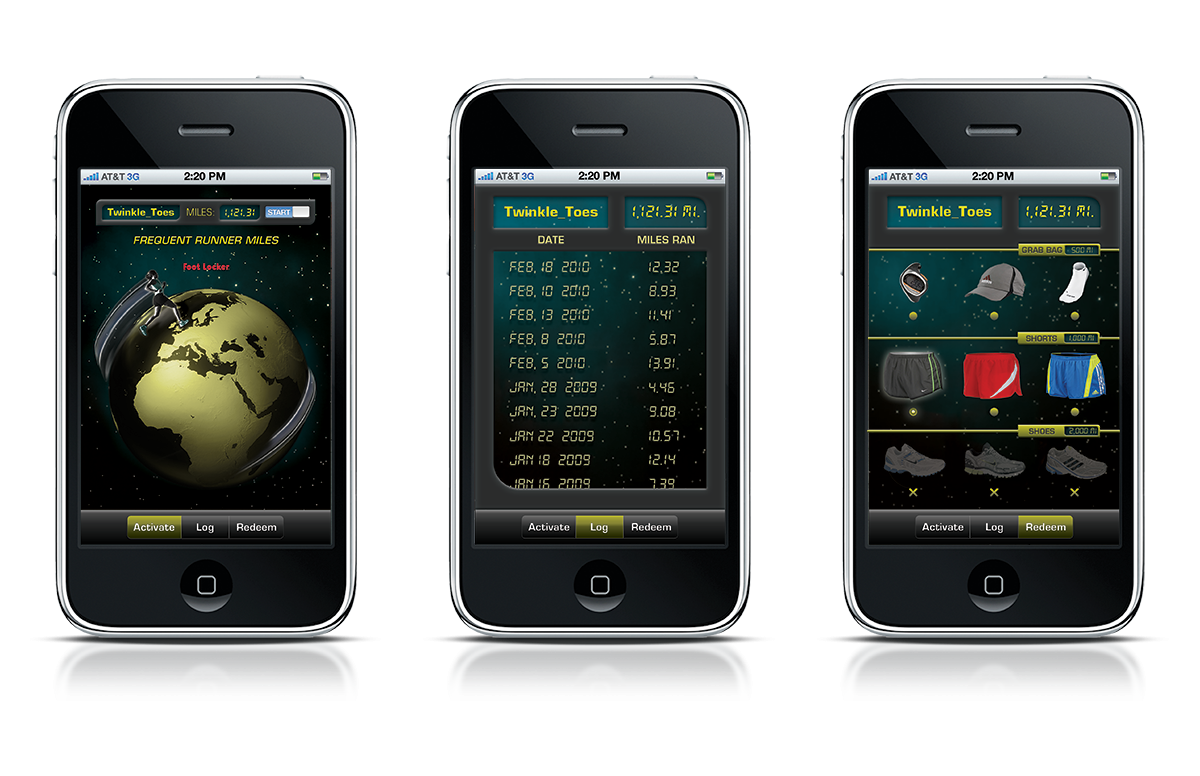 AT&T 3G 2:20 PM
Twinkle_Toes MILES: 1,121.31 START
FREQUENT RUNNER MILES
Foot Locker
Activate Log Redeem
AT&T 3G 2:20 PM
Twinkle_Toes 1,121.31 MI.
DATE MILES RAN
FEB, 18 2010 12.32
FEB, 10 2010 8.93
FEB, 13 2010 11.41
FEB, 8 2010 5.87
FEB, 5 2010 13.91
JAN, 28 2009 4.46
JAN, 23 2009 9.08
JAN 22 2009 10.57
JAN 18 2009 12.14
JAN 16 2009 7.39
Activate Log Redeem
AT&T 3G 2:20 PM
Twinkle_Toes 1,121.31 MI.
GRAB BAG 500 MI
SHORTS 1,000 MI
SHOES 2,000 MI
Activate Log Redeem